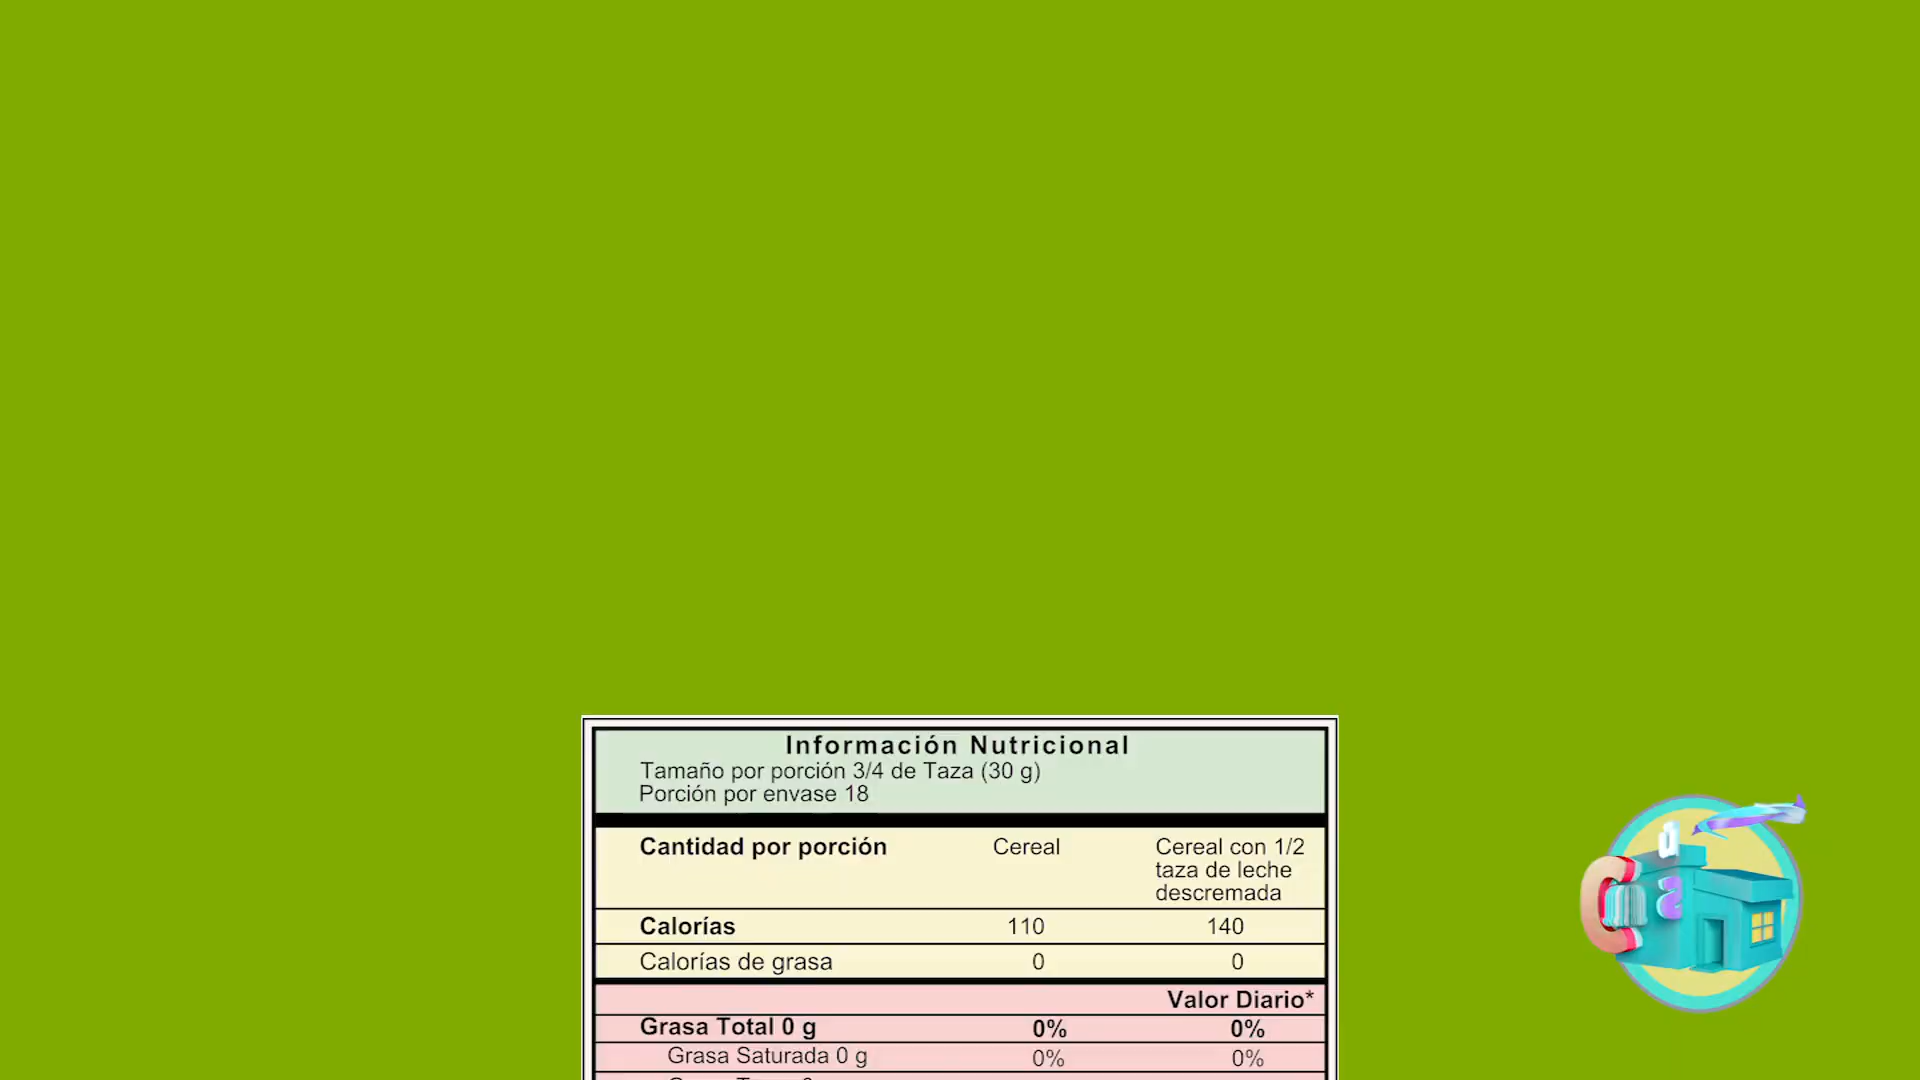 Información Nutricional
Tamaño por porción 3/4 de Taza (30 g)
Porción por envase 18
Cantidad por porción Cereal Cereal con 1/2
taza de leche
descremada
Calorías 110 140
Calorías de grasa 0 0
Valor Diario*
Grasa Total 0 g 0% 0%
Grasa Saturada 0 g 0% 0%